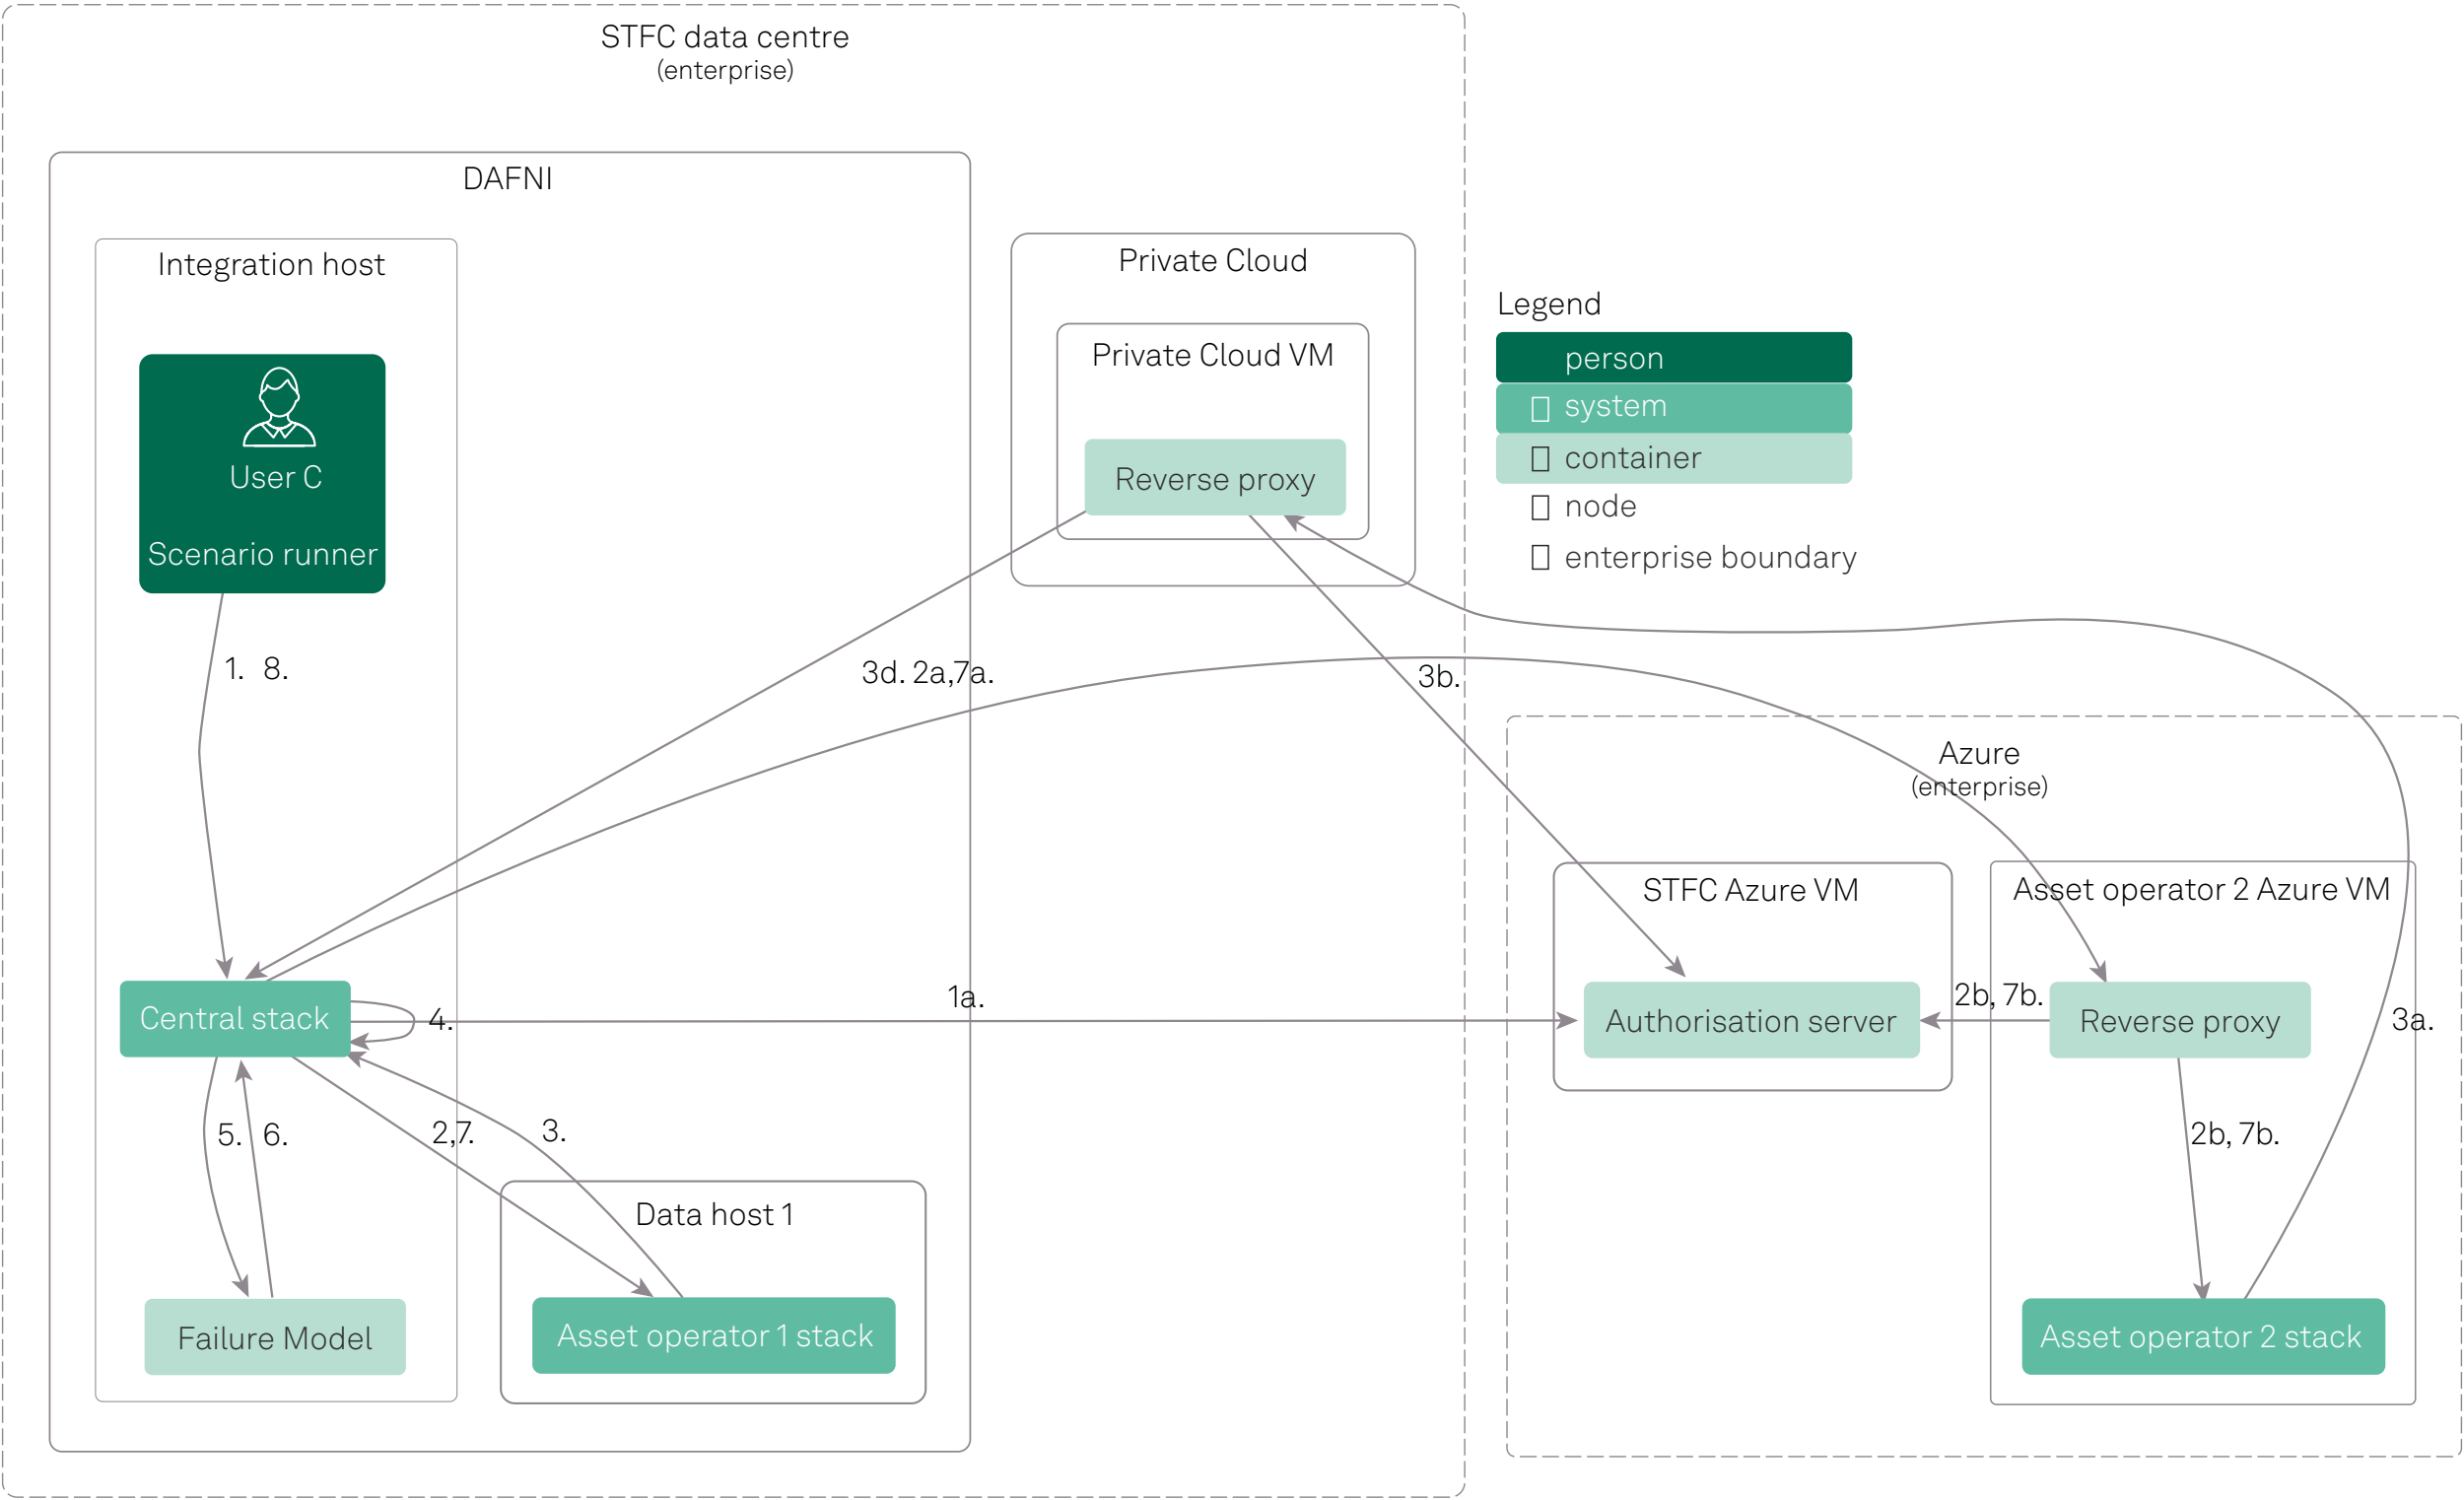 STFC data centre
(enterprise)
DAFNI
Integration host
User C
Scenario runner
1. 8.
Central stack
4.
5. 6.
2,7.
3.
Failure Model
Data host 1
Asset operator 1 stack
Private Cloud
Private Cloud VM
Reverse proxy
3d. 2a,7a.
3b.
1a.
Legend
person
system
container
node
enterprise boundary
Azure
(enterprise)
STFC Azure VM
Authorisation server
2b, 7b.
Asset operator 2 Azure VM
Reverse proxy
3a.
2b, 7b.
Asset operator 2 stack